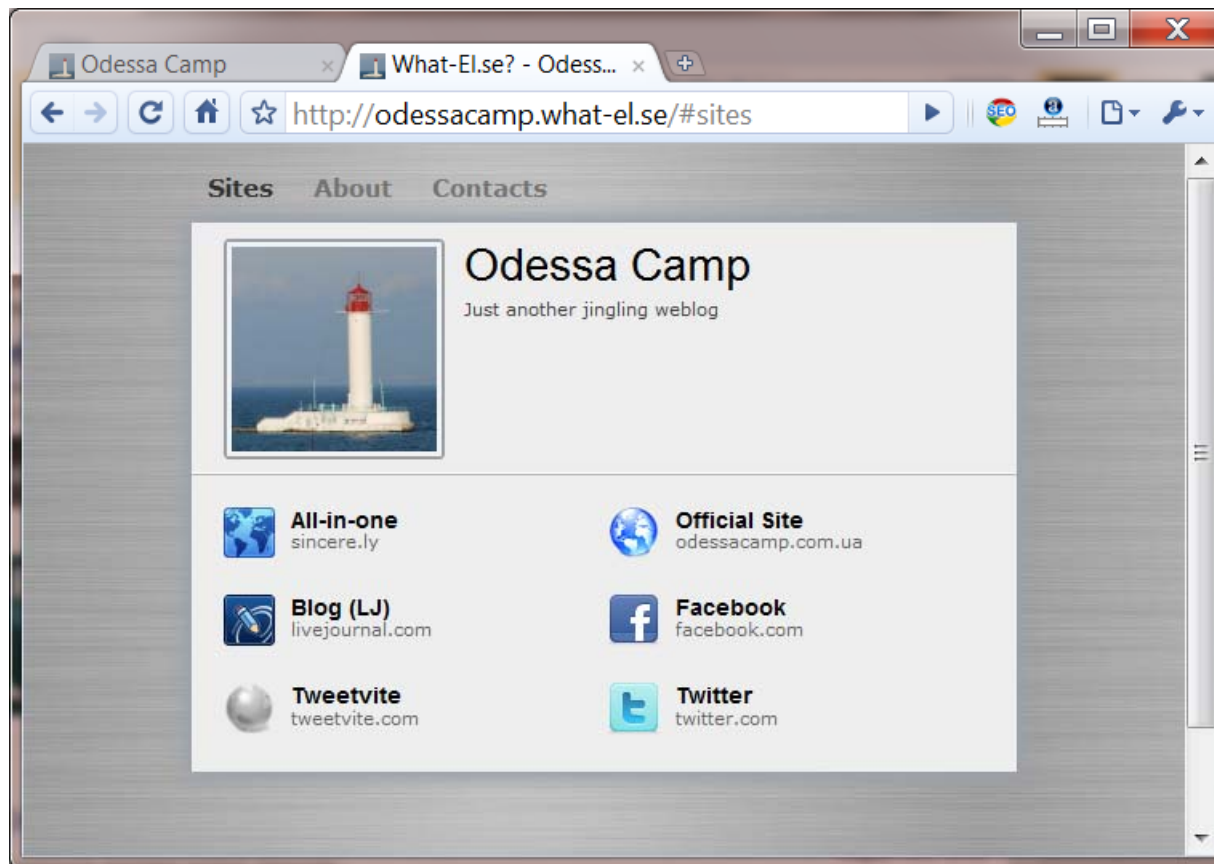 Odessa Camp
What-El.se? - Odess...
http://odessacamp.what-el.se/#sites
SEO
Sites About Contacts
Odessa Camp
Just another jingling weblog
All-in-one
sincere.ly
Official Site
odessacamp.com.ua
Blog (LJ)
livejournal.com
Facebook
facebook.com
Tweetvite
tweetvite.com
Twitter
twitter.com